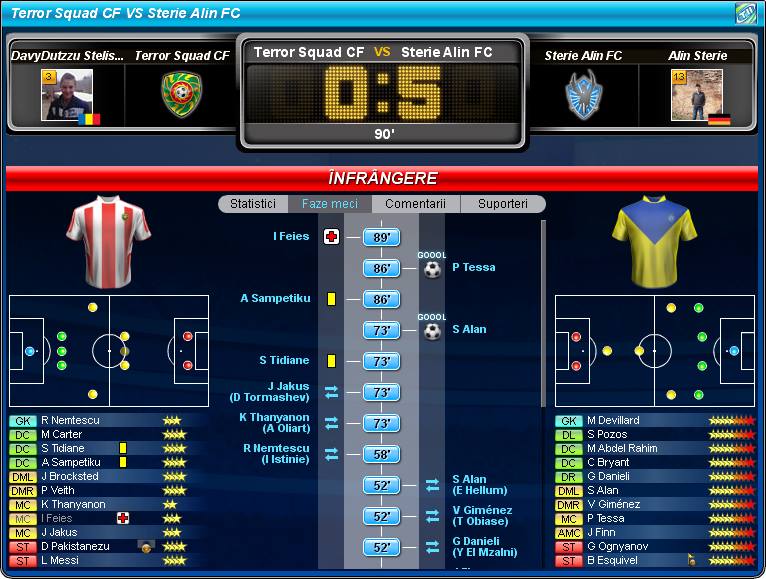 Terror Squad CF VS Sterie Alin FC
DavyDutzzu Stelis...
Terror Squad CF
Terror Squad CF VS Sterie Alin FC
Sterie Alin FC
Alin Sterie
3
0:5
13
90'
ÎNFRÂNGERE
Statistici
Faze meci
Comentarii
Suporteri
I Feies
89'
86'
GOOOL
P Tessa
A Sampetiku
86'
73'
GOOOL
S Alan
S Tidiane
73'
J Jakus
(D Tormashev)
73'
K Thanyanon
(A Oliart)
73'
R Nemtescu
(I Istinie)
58'
52'
S Alan
(E Hellum)
52'
V Giménez
(T Obiase)
52'
G Danieli
(Y El Mzalni)
GK R Nemtescu
DC M Carter
DC S Tidiane
DC A Sampetiku
DML J Brocksted
DMR P Veith
MC K Thanyanon
MC I Feies
MC J Jakus
ST D Pakistanezu
ST L Messi
GK M Devillard
DL S Pozos
DC M Abdel Rahim
DC C Bryant
DR G Danieli
DML S Alan
DMR V Giménez
MC P Tessa
AMC J Finn
ST G Ognyanov
ST B Esquivel